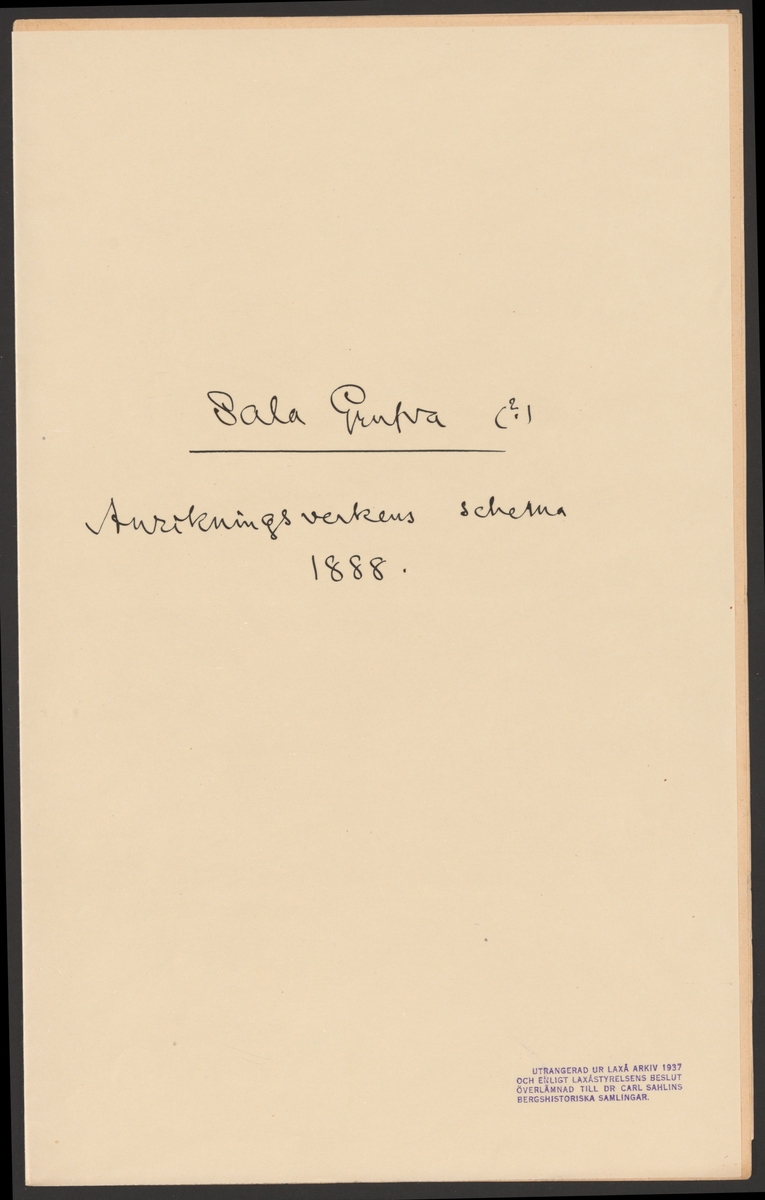 Sala Grufva (?)
Anrikningsverkens schema
1888.
UTRANGERAD UR LAXÅ ARKIV 1937
OCH ENLIGT LAXÅSTYRELSENS BESLUT
ÖVERLÄMNAD TILL DR CARL SAHLINS
BERGSHISTORISKA SAMLINGAR.